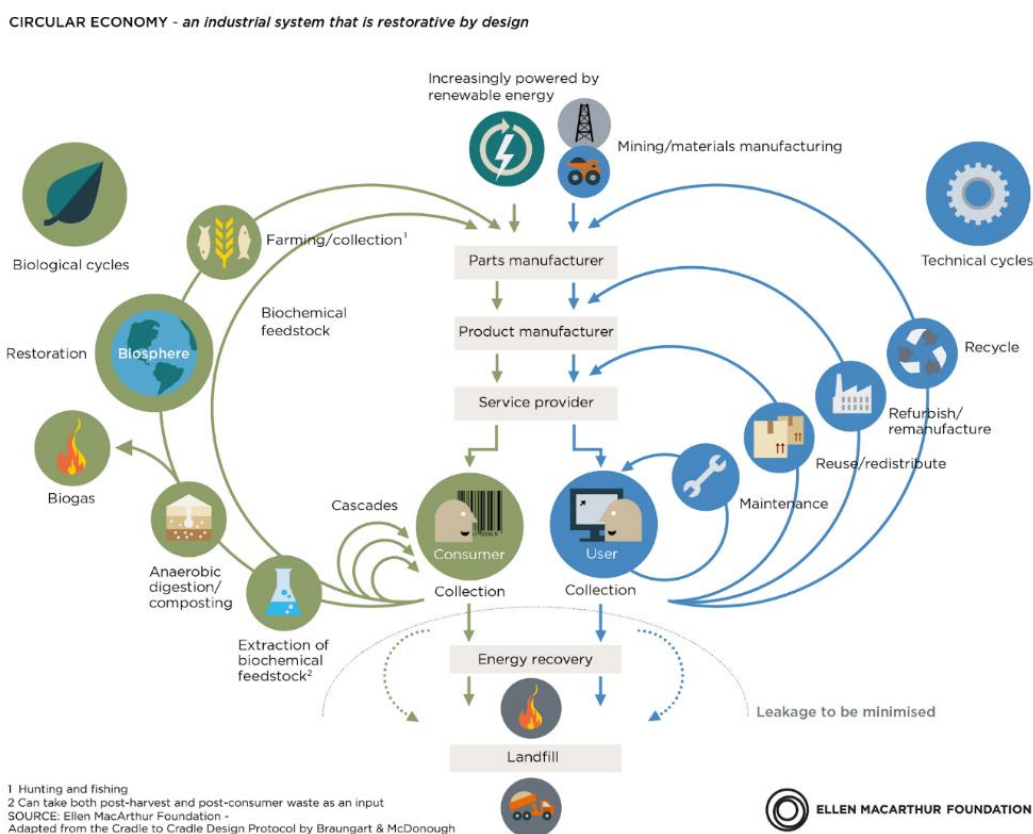 CIRCULAR ECONOMY - an industrial system that is restorative by design
Increasingly powered by
renewable energy
Mining/materials manufacturing
Biological cycles
Technical cycles
Farming/collection¹
Parts manufacturer
Biochemical
feedstock
Product manufacturer
Restoration
Biosphere
Recycle
Service provider
Refurbish/
remanufacture
Reuse/redistribute
Biogas
Maintenance
Cascades
Consumer
User
Anaerobic
digestion/
composting
Collection
Collection
Extraction of
biochemical
feedstock²
Energy recovery
Leakage to be minimised
Landfill
1 Hunting and fishing
2 Can take both post-harvest and post-consumer waste as an input
SOURCE: Ellen MacArthur Foundation -
Adapted from the Cradle to Cradle Design Protocol by Braungart & McDonough
ELLEN MACARTHUR FOUNDATION